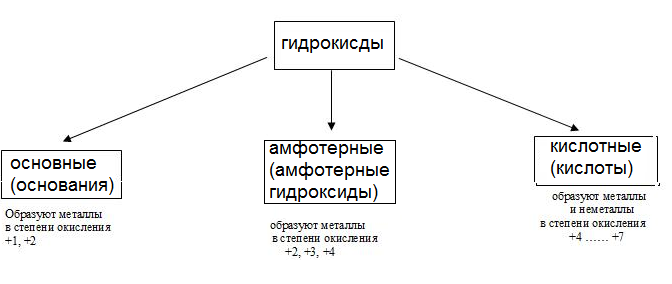 гидрокисды
основные
(основания)
Образуют металлы
в степени окисления
+1, +2
амфотерные
(амфотерные
гидроксиды)
образуют металлы
в степени окисления
+2, +3, +4
кислотные
(кислоты)
образуют металлы
и неметаллы
в степени окисления
+4 …… +7